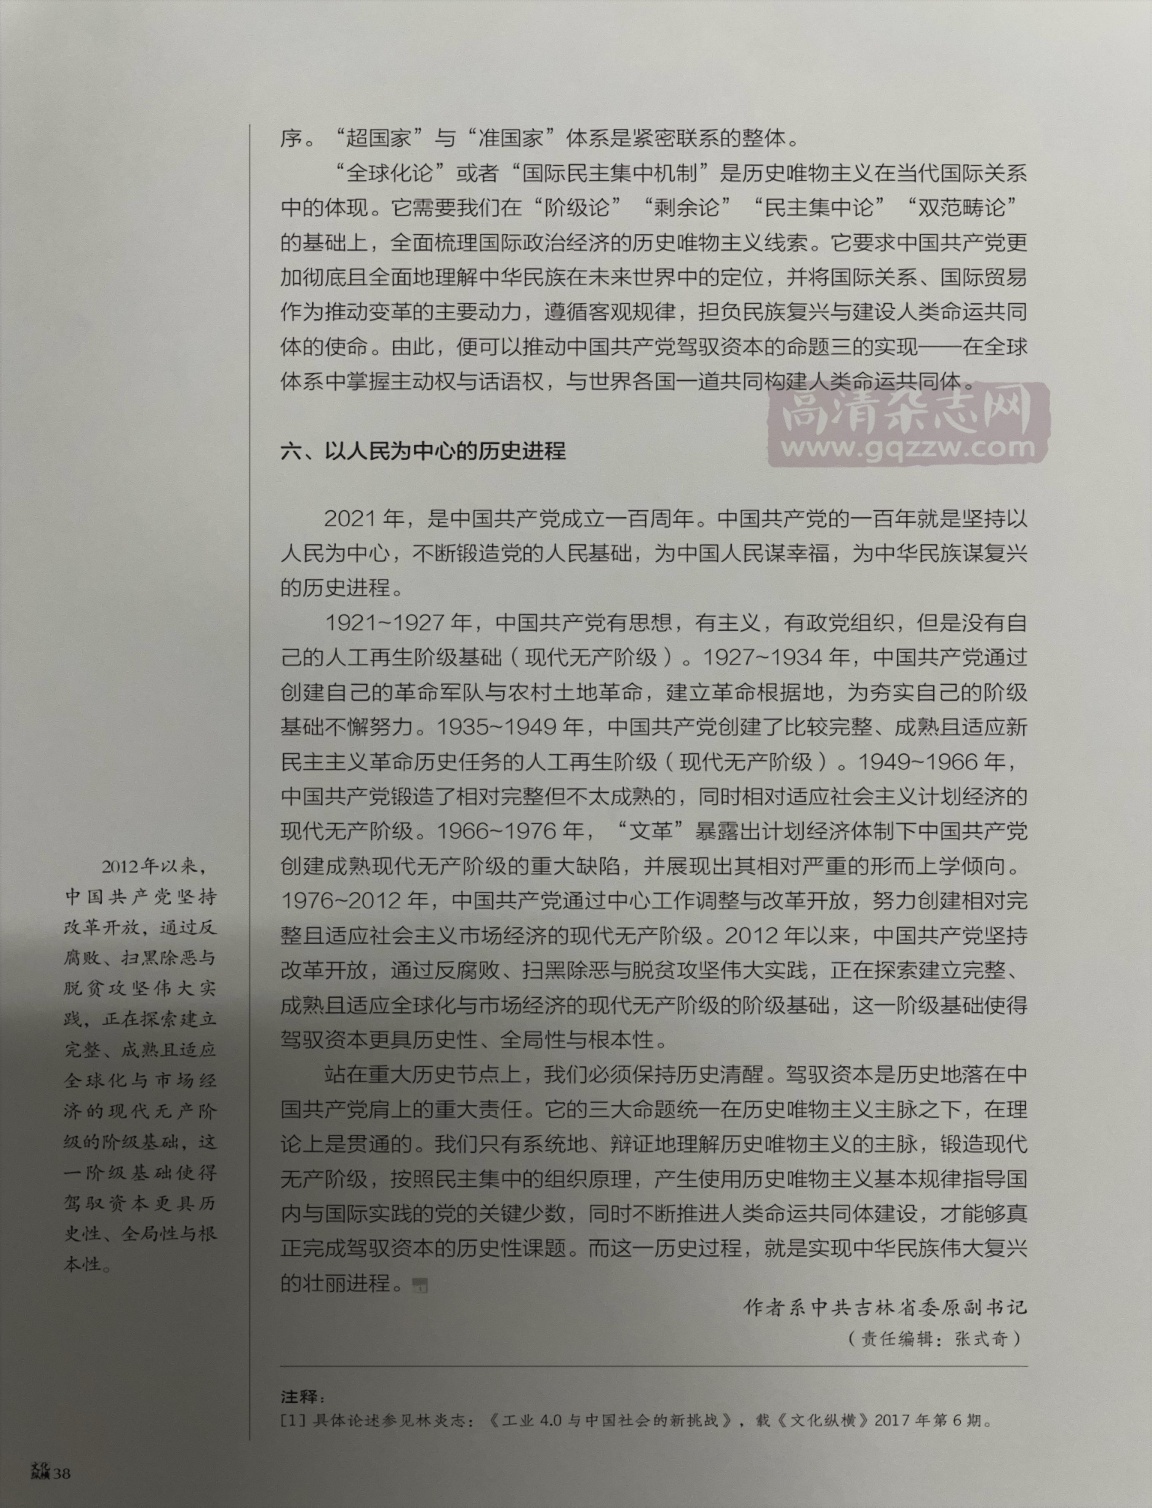 序。“超国家”与“准国家”体系是紧密联系的整体。
“全球化论”或者“国际民主集中机制”是历史唯物主义在当代国际关系
中的体现。它需要我们在“阶级论”“剩余论”“民主集中论”“双范畴论”
的基础上，全面梳理国际政治经济的历史唯物主义线索。它要求中国共产党更
加彻底且全面地理解中华民族在未来世界中的定位，并将国际关系、国际贸易
作为推动变革的主要动力，遵循客观规律，担负民族复兴与建设人类命运共同
体的使命。由此，便可以推动中国共产党驾驭资本的命题三的实现——在全球
体系中掌握主动权与话语权，与世界各国一道共同构建人类命运共同体。
高清杂志网
www.gqzzw.com
六、以人民为中心的历史进程
2021 年，是中国共产党成立一百周年。中国共产党的一百年就是坚持以
人民为中心，不断锻造党的人民基础，为中国人民谋幸福，为中华民族谋复兴
的历史进程。
1921~1927 年，中国共产党有思想，有主义，有政党组织，但是没有自
己的人工再生阶级基础（现代无产阶级）。1927~1934 年，中国共产党通过
创建自己的革命军队与农村土地革命，建立革命根据地，为夯实自己的阶级
基础不懈努力。1935~1949 年，中国共产党创建了比较完整、成熟且适应新
民主主义革命历史任务的人工再生阶级（现代无产阶级）。1949~1966 年，
中国共产党锻造了相对完整但不太成熟的，同时相对适应社会主义计划经济的
现代无产阶级。1966~1976 年，“文革”暴露出计划经济体制下中国共产党
创建成熟现代无产阶级的重大缺陷，并展现出其相对严重的形而上学倾向。
1976~2012 年，中国共产党通过中心工作调整与改革开放，努力创建相对完
整且适应社会主义市场经济的现代无产阶级。2012 年以来，中国共产党坚持
改革开放，通过反腐败、扫黑除恶与脱贫攻坚伟大实践，正在探索建立完整、
成熟且适应全球化与市场经济的现代无产阶级的阶级基础，这一阶级基础使得
驾驭资本更具历史性、全局性与根本性。
站在重大历史节点上，我们必须保持历史清醒。驾驭资本是历史地落在中
国共产党肩上的重大责任。它的三大命题统一在历史唯物主义主脉之下，在理
论上是贯通的。我们只有系统地、辩证地理解历史唯物主义的主脉，锻造现代
无产阶级，按照民主集中的组织原理，产生使用历史唯物主义基本规律指导国
内与国际实践的党的关键少数，同时不断推进人类命运共同体建设，才能够真
正完成驾驭资本的历史性课题。而这一历史过程，就是实现中华民族伟大复兴
的壮丽进程。
作者系中共吉林省委原副书记
（责任编辑：张式奇）
2012年以来，
中国共产党坚持
改革开放，通过反
腐败、扫黑除恶与
脱贫攻坚伟大实
践，正在探索建立
完整、成熟且适应
全球化与市场经
济的现代无产阶
级的阶级基础，这
一阶级基础使得
驾驭资本更具历
史性、全局性与根
本性。
注释：
[1] 具体论述参见林炎志：《工业 4.0 与中国社会的新挑战》，载《文化纵横》2017 年第 6 期。
文化
纵横 38